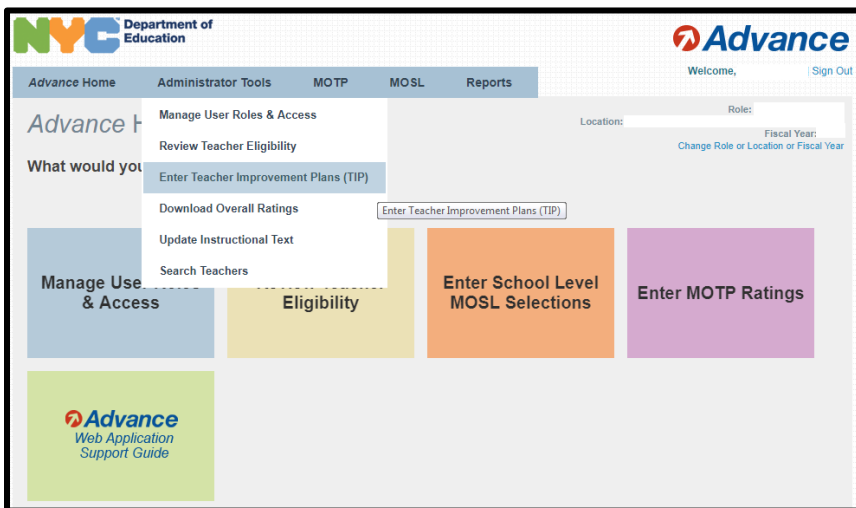 NYC Department of
Education
Advance
Welcome, | Sign Out
Advance Home Administrator Tools MOTP MOSL Reports
Role:
Location:
Fiscal Year:
Change Role or Location or Fiscal Year
Advance H
What would you
Manage User Roles & Access
Review Teacher Eligibility
Enter Teacher Improvement Plans (TIP)
Download Overall Ratings
Enter Teacher Improvement Plans (TIP)
Update Instructional Text
Search Teachers
Manage User Roles
& Access
Review Teacher
Eligibility
Enter School Level
MOSL Selections
Enter MOTP Ratings
Advance
Web Application
Support Guide